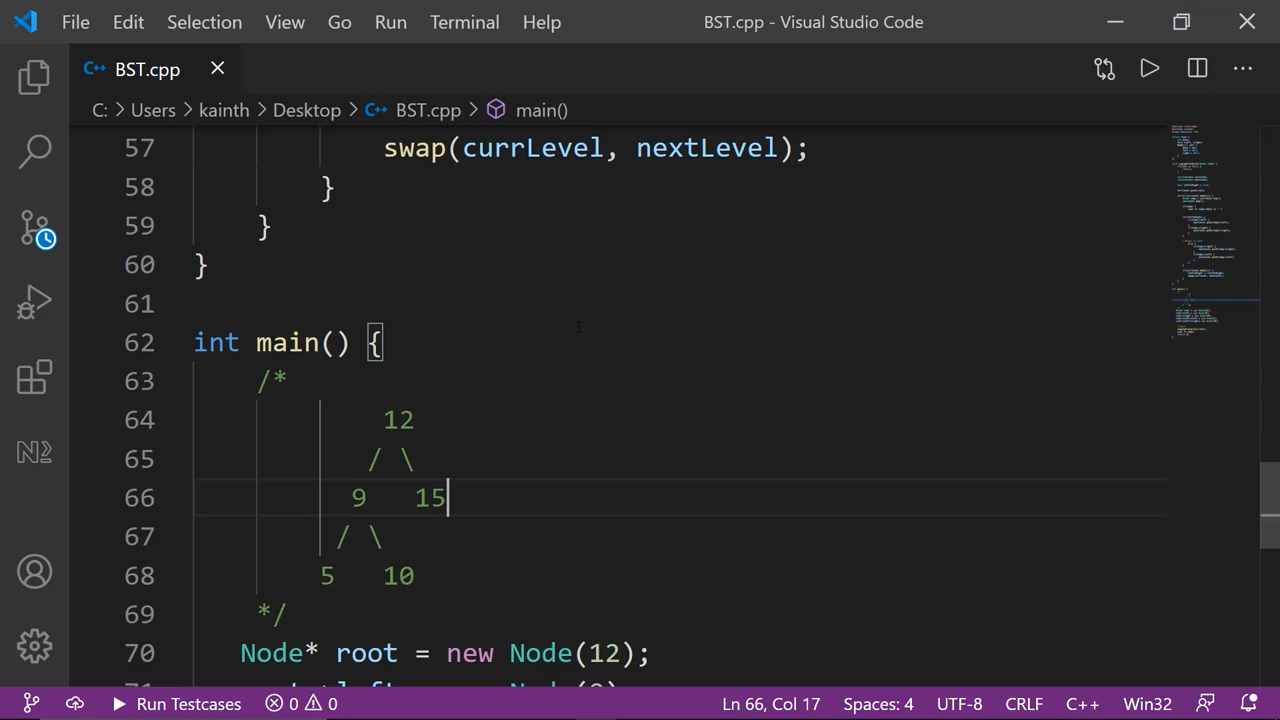 File Edit Selection View Go Run Terminal Help BST.cpp - Visual Studio Code
BST.cpp
C: > Users > kainth > Desktop > BST.cpp > main()
57 swap(currLevel, nextLevel);
58 }
59 }
60 }
61
62 int main() {
63 /*
64 12
65 / \
66 9 15
67 / \
68 5 10
69 */
70 Node* root = new Node(12);
Run Testcases 0 0 Ln 66, Col 17 Spaces: 4 UTF-8 CRLF C++ Win32